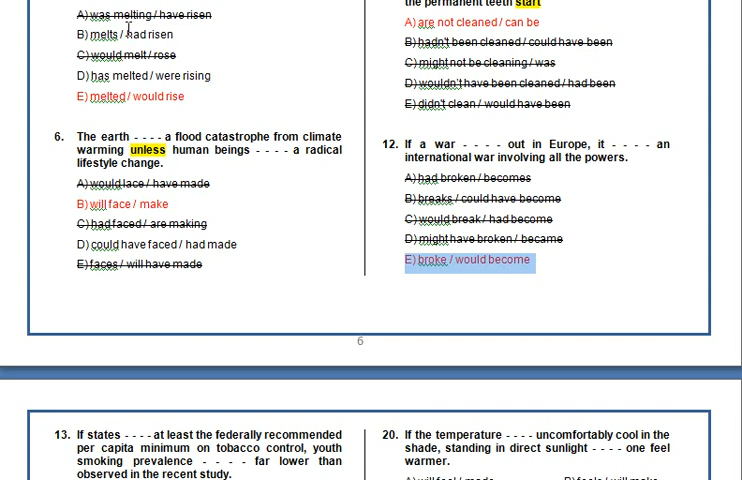 A) was melting / have risen
B) melts / had risen
C) would melt / rose
D) has melted / were rising
E) melted / would rise
6. The earth - - - - a flood catastrophe from climate
warming unless human beings - - - - a radical
lifestyle change.
A) would lace / have made
B) will face / make
C) had faced / are making
D) could have faced / had made
E) faces / will have made
the permanent teeth start
A) are not cleaned / can be
B) hadn't been cleaned / could have been
C) might not be cleaning / was
D) wouldn't have been cleaned / had been
E) didn't clean / would have been
12. If a war - - - - out in Europe, it - - - - an
international war involving all the powers.
A) had broken / becomes
B) breaks / could have become
C) would break / had become
D) might have broken / became
E) broke / would become
6
13. If states - - - - at least the federally recommended
per capita minimum on tobacco control, youth
smoking prevalence - - - - far lower than
observed in the recent study.
20. If the temperature - - - - uncomfortably cool in the
shade, standing in direct sunlight - - - - one feel
warmer.